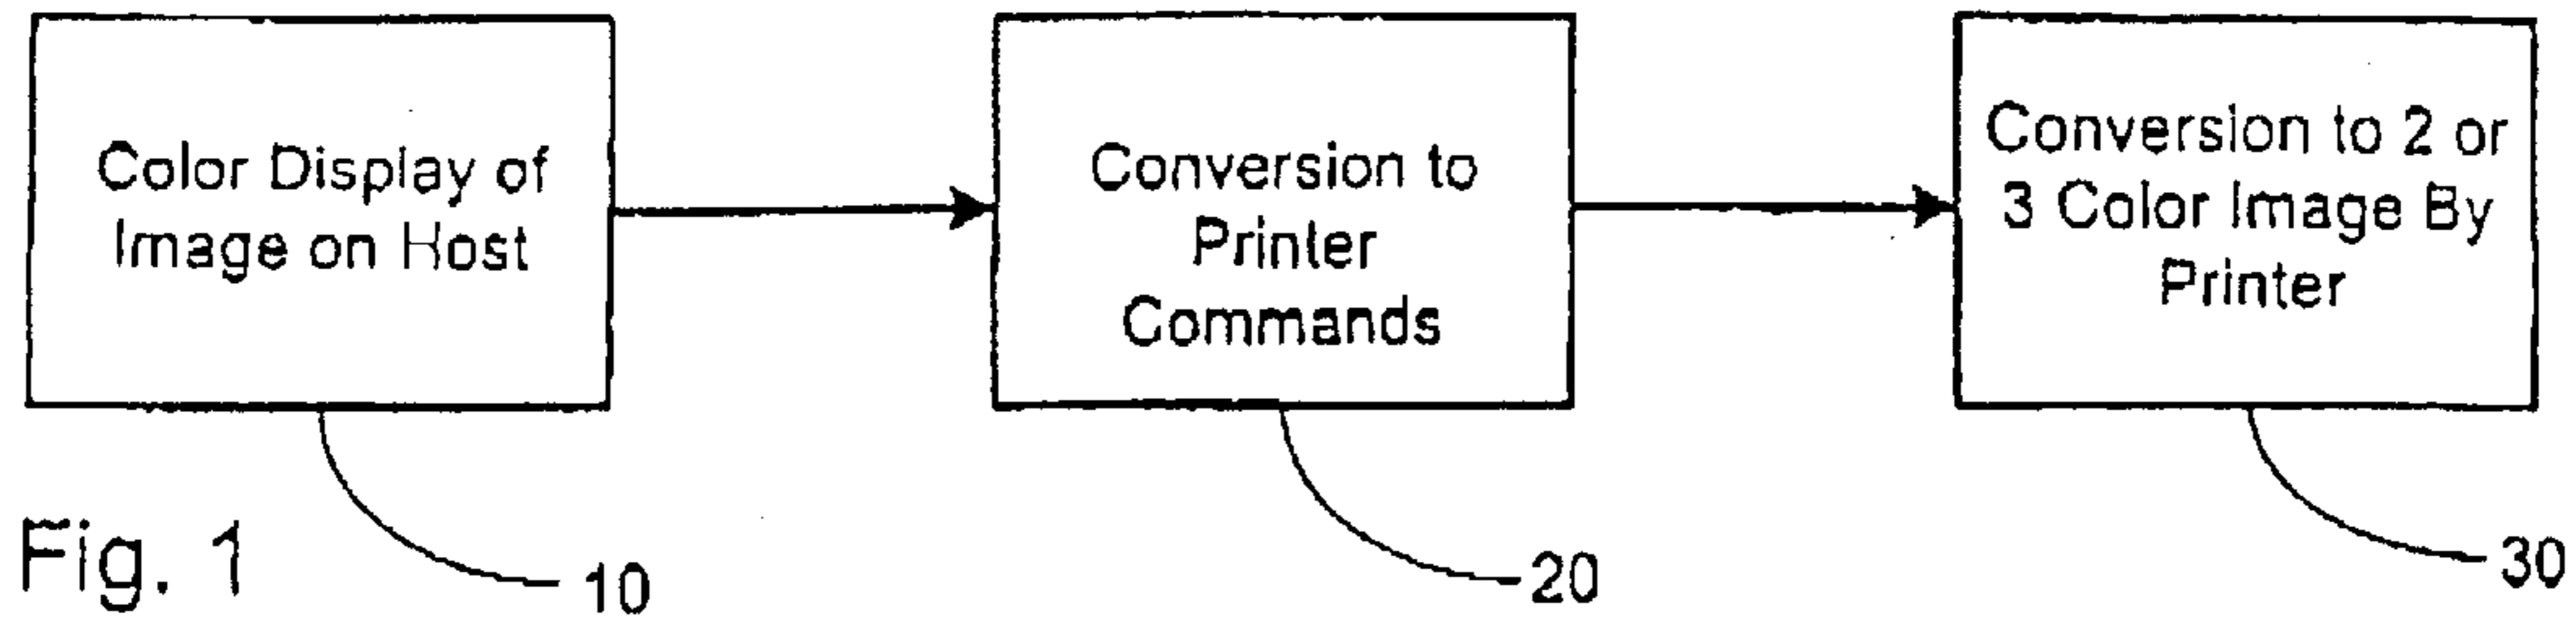 Color Display of
Image on Host
Conversion to
Printer
Commands
Conversion to 2 or
3 Color Image By
Printer
Fig. 1
10
20
30